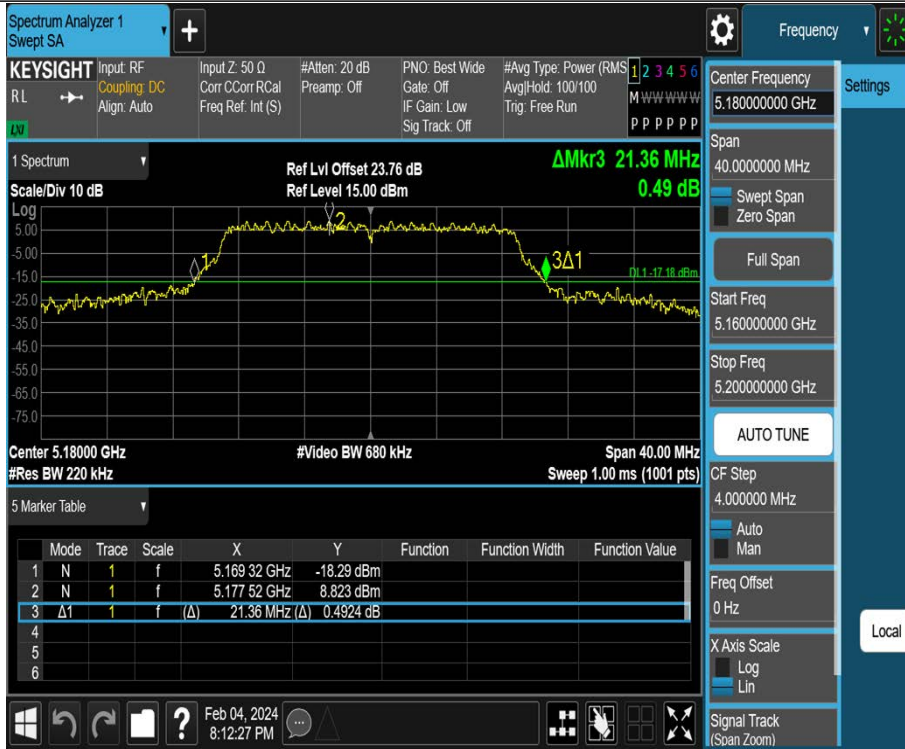 Spectrum Analyzer 1
Swept SA
+
Frequency
KEYSIGHT
RL
LXI
Input: RF
Coupling: DC
Align: Auto
Input Z: 50 Ω
Corr CCorr RCal
Freq Ref: Int (S)
#Atten: 20 dB
Preamp: Off
PNO: Best Wide
Gate: Off
IF Gain: Low
Sig Track: Off
#Avg Type: Power (RMS
Avg|Hold: 100/100
Trig: Free Run
1 2 3 4 5 6
M W W W W W
P P P P P P
1 Spectrum
Scale/Div 10 dB
Ref Lvl Offset 23.76 dB
Ref Level 15.00 dBm
ΔMkr3 21.36 MHz
0.49 dB
Log
5.00
-5.00
-15.0
-25.0
-35.0
-45.0
-55.0
-65.0
-75.0
1
2
3Δ1
DL1 -17.18 dBm
Center 5.18000 GHz
#Video BW 680 kHz
Span 40.00 MHz
#Res BW 220 kHz
Sweep 1.00 ms (1001 pts)
5 Marker Table
Mode Trace Scale X Y Function Function Width Function Value
1 N 1 f 5.169 32 GHz -18.29 dBm
2 N 1 f 5.177 52 GHz 8.823 dBm
3 Δ1 1 f (Δ) 21.36 MHz (Δ) 0.4924 dB
4
5
6
?
Feb 04, 2024
8:12:27 PM
Center Frequency
5.180000000 GHz
Span
40.0000000 MHz
Swept Span
Zero Span
Full Span
Start Freq
5.160000000 GHz
Stop Freq
5.200000000 GHz
AUTO TUNE
CF Step
4.000000 MHz
Auto
Man
Freq Offset
0 Hz
X Axis Scale
Log
Lin
Signal Track
(Span Zoom)
Settings
Local